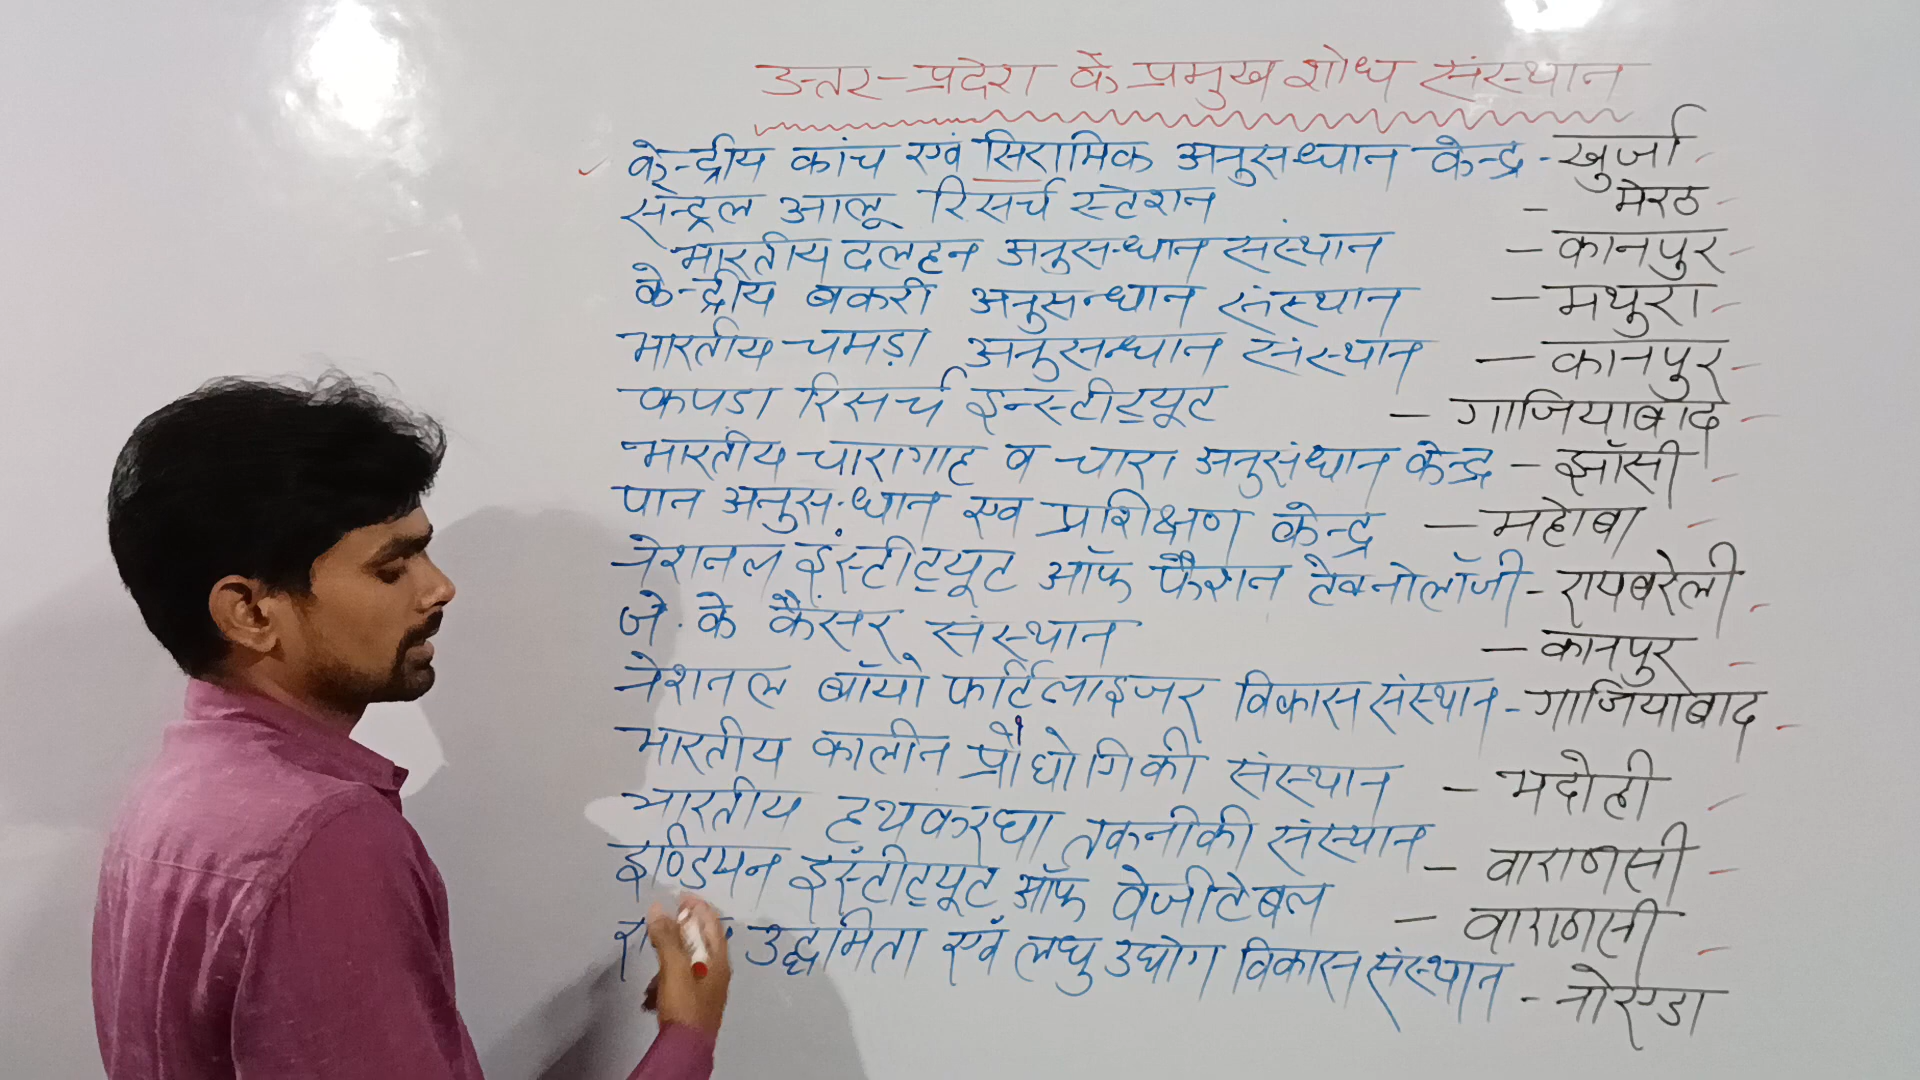 उत्तर-प्रदेश के प्रमुख शोध संस्थान
केन्द्रीय कांच एवं सिरामिक अनुसन्धान केन्द्र - खुर्जा
सेन्ट्रल आलू रिसर्च स्टेशन - मेरठ
भारतीय दलहन अनुसन्धान संस्थान - कानपुर
केन्द्रीय बकरी अनुसन्धान संस्थान - मथुरा
भारतीय चमड़ा अनुसन्धान संस्थान - कानपुर
कपडा रिसर्च इन्स्टीट्यूट - गाजियाबाद
भारतीय चारागाह व चारा अनुसंधान केन्द्र - झाँसी
पान अनुसन्धान एंव प्रशिक्षण केन्द्र - महोबा
नेशनल इंस्टीट्यूट ऑफ फैशन टेक्नोलॉजी - रायबरेली
जे. के कैंसर संस्थान - कानपुर
नेशनल बॉयो फर्टिलाइजर विकास संस्थान - गाजियाबाद
भारतीय कालीन प्रौद्योगिकी संस्थान - भदोही
भारतीय हथकरघा तकनीकी संस्थान - वाराणसी
इण्डियन इंस्टीट्यूट ऑफ वेजीटेबल - वाराणसी
उद्यमिता एवं लघु उद्योग विकास संस्थान - नोएडा